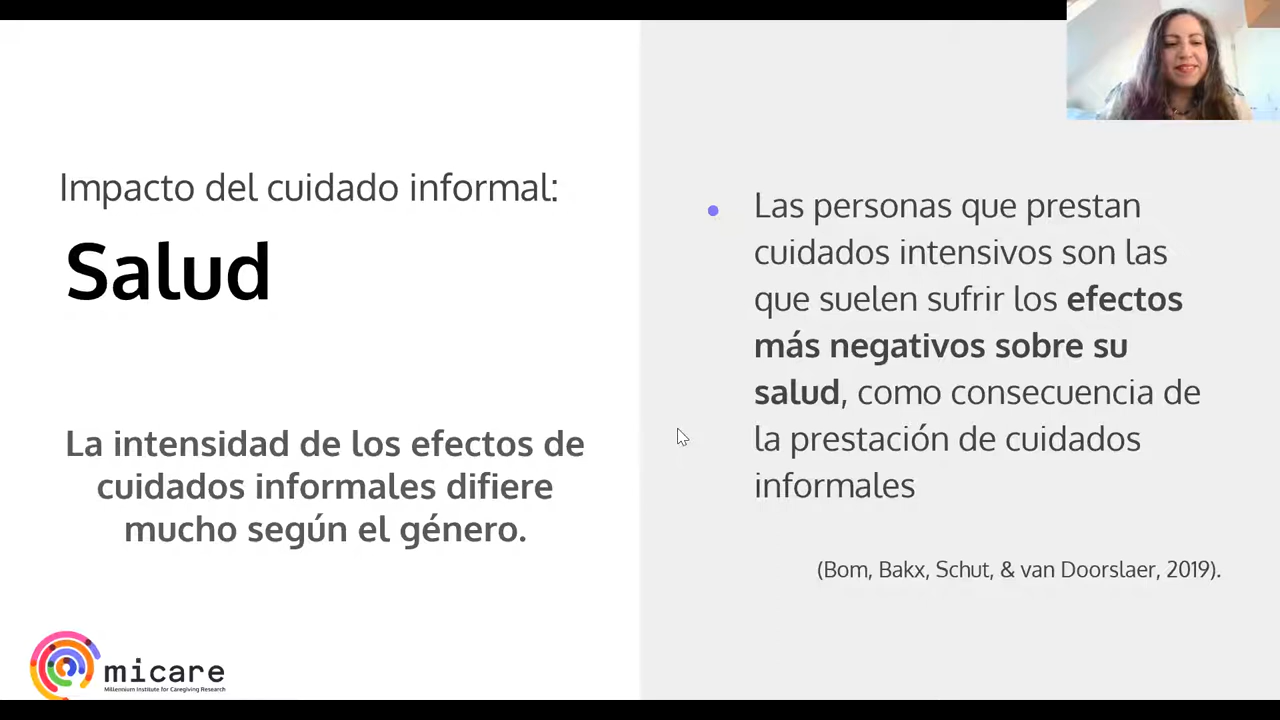 Impacto del cuidado informal:
Salud
La intensidad de los efectos de
cuidados informales difiere
mucho según el género.
micare
Millennium Institute for Caregiving Research
Las personas que prestan
cuidados intensivos son las
que suelen sufrir los efectos
más negativos sobre su
salud, como consecuencia de
la prestación de cuidados
informales
(Bom, Bakx, Schut, & van Doorslaer, 2019).